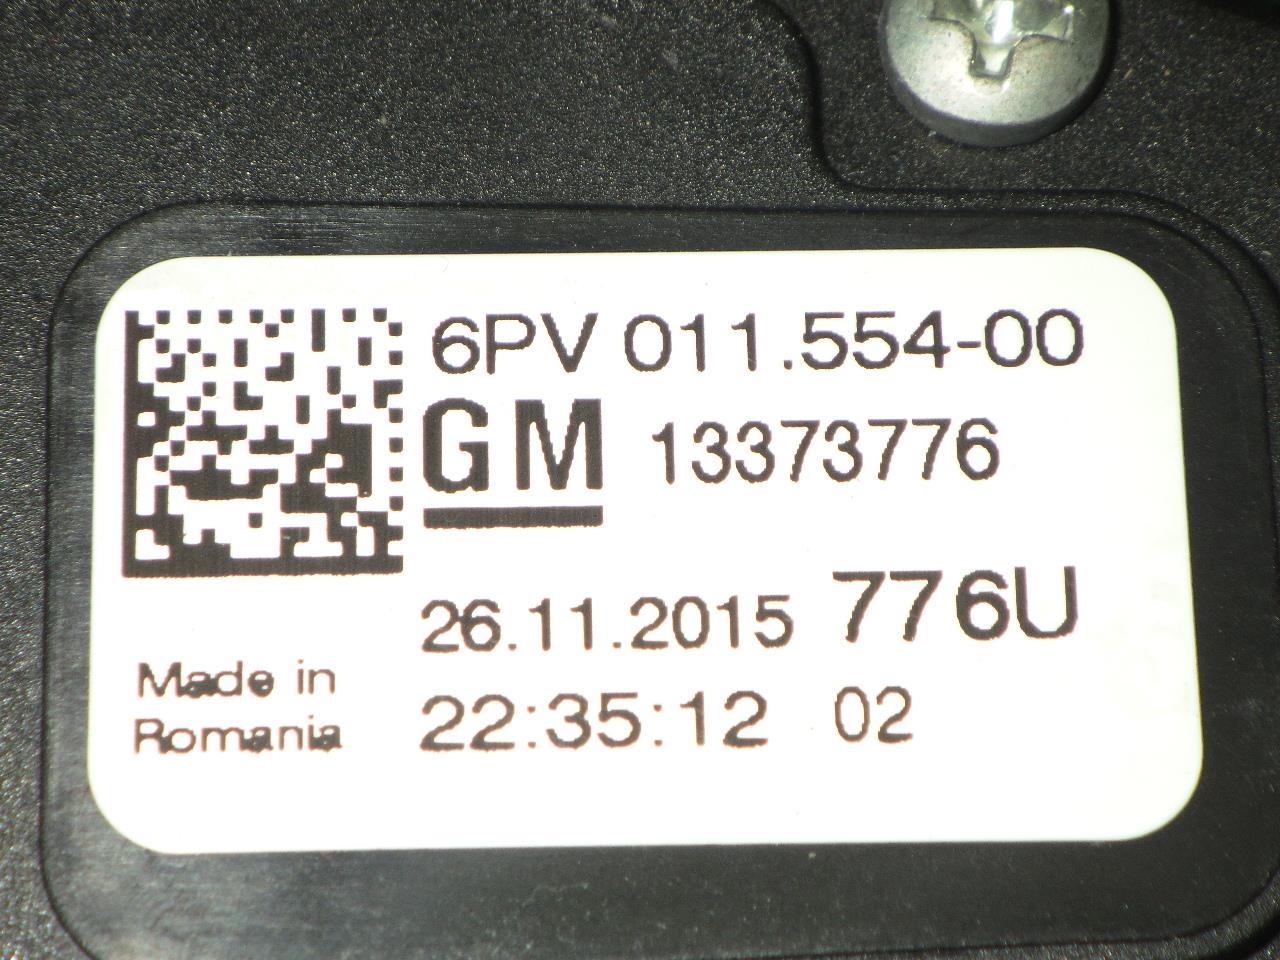 6PV 011.554-00
GM 13373776
26.11.2015 776U
Made in
Romania
22:35:12 02